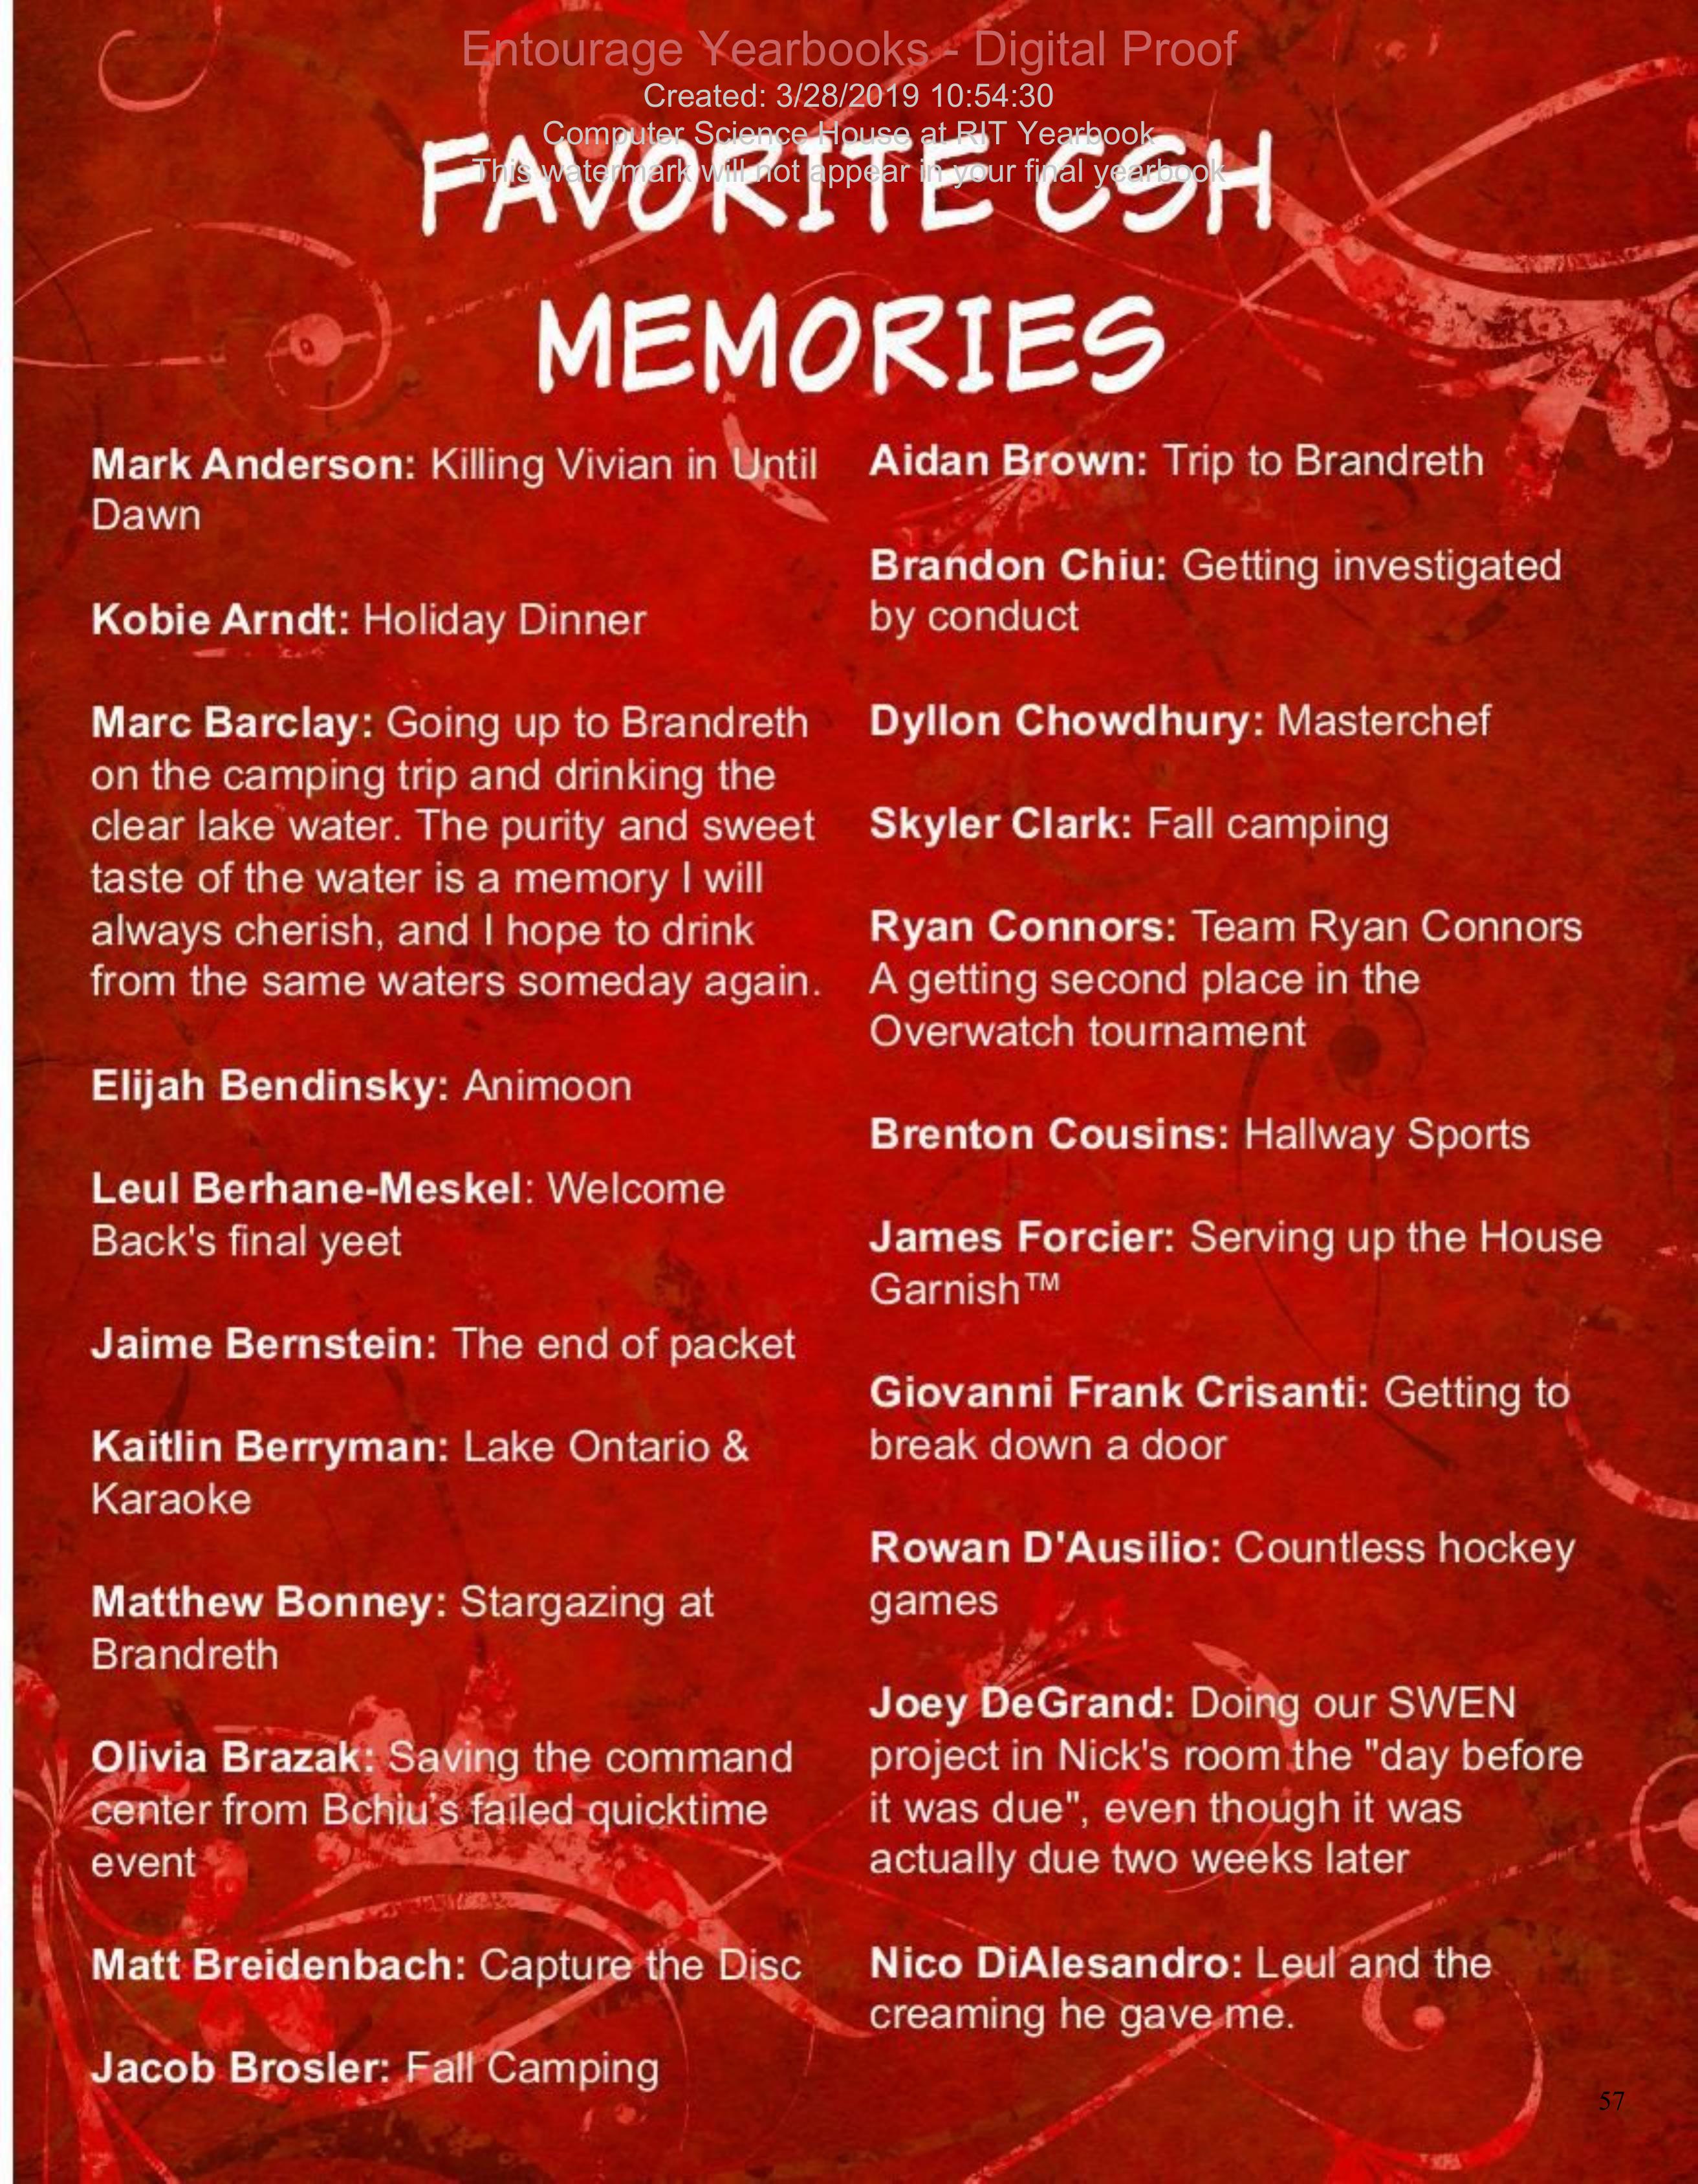 Entourage Yearbooks - Digital Proof
Created: 3/28/2019 10:54:30
Computer Science House at RIT Yearbook
This watermark will not appear in your final yearbook
FAVORITE CSH
MEMORIES
Mark Anderson: Killing Vivian in Until
Dawn
Kobie Arndt: Holiday Dinner
Marc Barclay: Going up to Brandreth
on the camping trip and drinking the
clear lake water. The purity and sweet
taste of the water is a memory I will
always cherish, and I hope to drink
from the same waters someday again.
Elijah Bendinsky: Animoon
Leul Berhane-Meskel: Welcome
Back's final yeet
Jaime Bernstein: The end of packet
Kaitlin Berryman: Lake Ontario &
Karaoke
Matthew Bonney: Stargazing at
Brandreth
Olivia Brazak: Saving the command
center from Bchiu's failed quicktime
event
Matt Breidenbach: Capture the Disc
Jacob Brosler: Fall Camping
Aidan Brown: Trip to Brandreth
Brandon Chiu: Getting investigated
by conduct
Dyllon Chowdhury: Masterchef
Skyler Clark: Fall camping
Ryan Connors: Team Ryan Connors
A getting second place in the
Overwatch tournament
Brenton Cousins: Hallway Sports
James Forcier: Serving up the House
Garnish™
Giovanni Frank Crisanti: Getting to
break down a door
Rowan D'Ausilio: Countless hockey
games
Joey DeGrand: Doing our SWEN
project in Nick's room the "day before
it was due", even though it was
actually due two weeks later
Nico DiAlesandro: Leul and the
creaming he gave me.
57